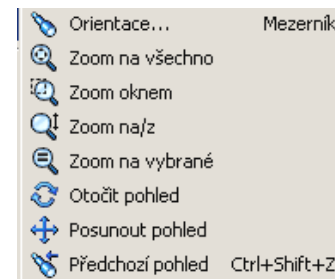 Orientace... Mezerník
Zoom na všechno
Zoom oknem
Zoom na/z
Zoom na vybrané
Otočit pohled
Posunout pohled
Předchozí pohled Ctrl+Shift+Z